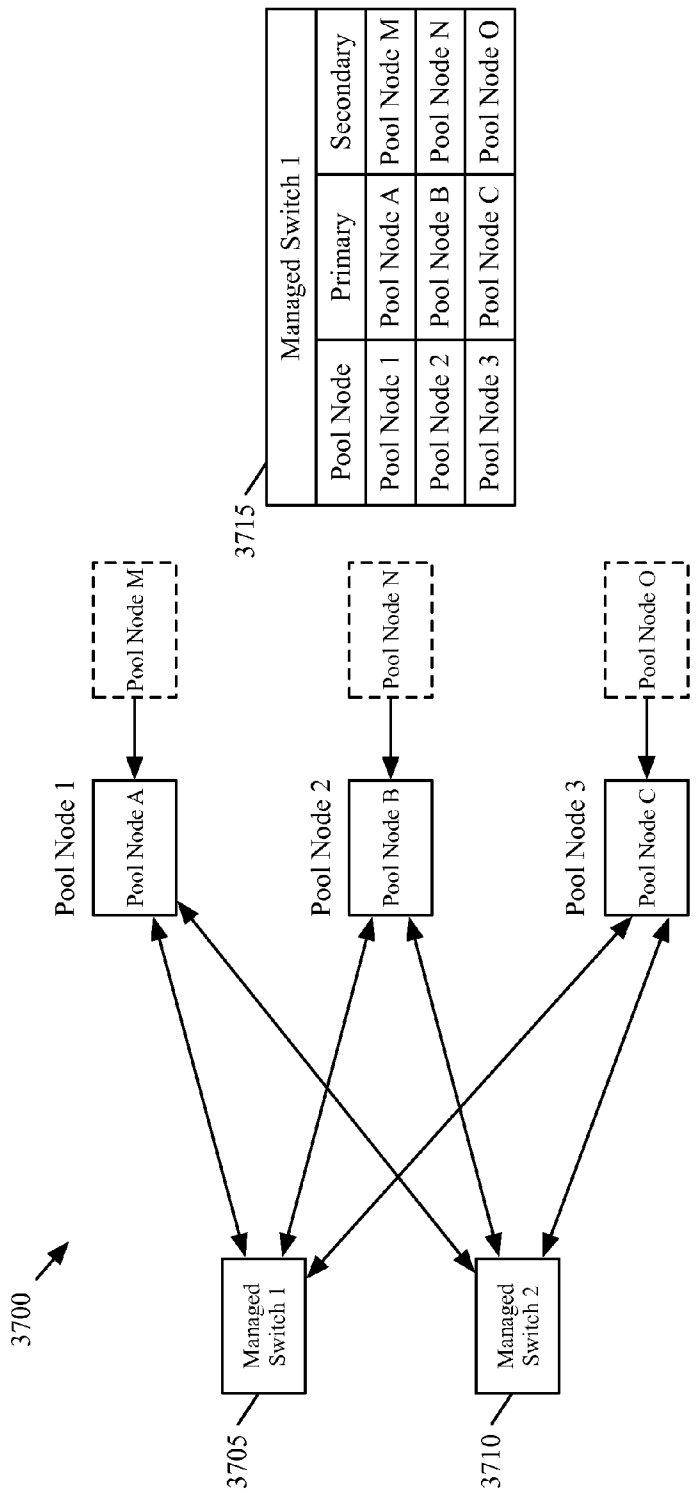 3700
Pool Node 1
Pool Node A
Pool Node M
3705
Managed
Switch 1
Pool Node 2
Pool Node B
Pool Node N
3710
Managed
Switch 2
Pool Node 3
Pool Node C
Pool Node O
3715
Managed Switch 1
Pool Node Primary Secondary
Pool Node 1 Pool Node A Pool Node M
Pool Node 2 Pool Node B Pool Node N
Pool Node 3 Pool Node C Pool Node O